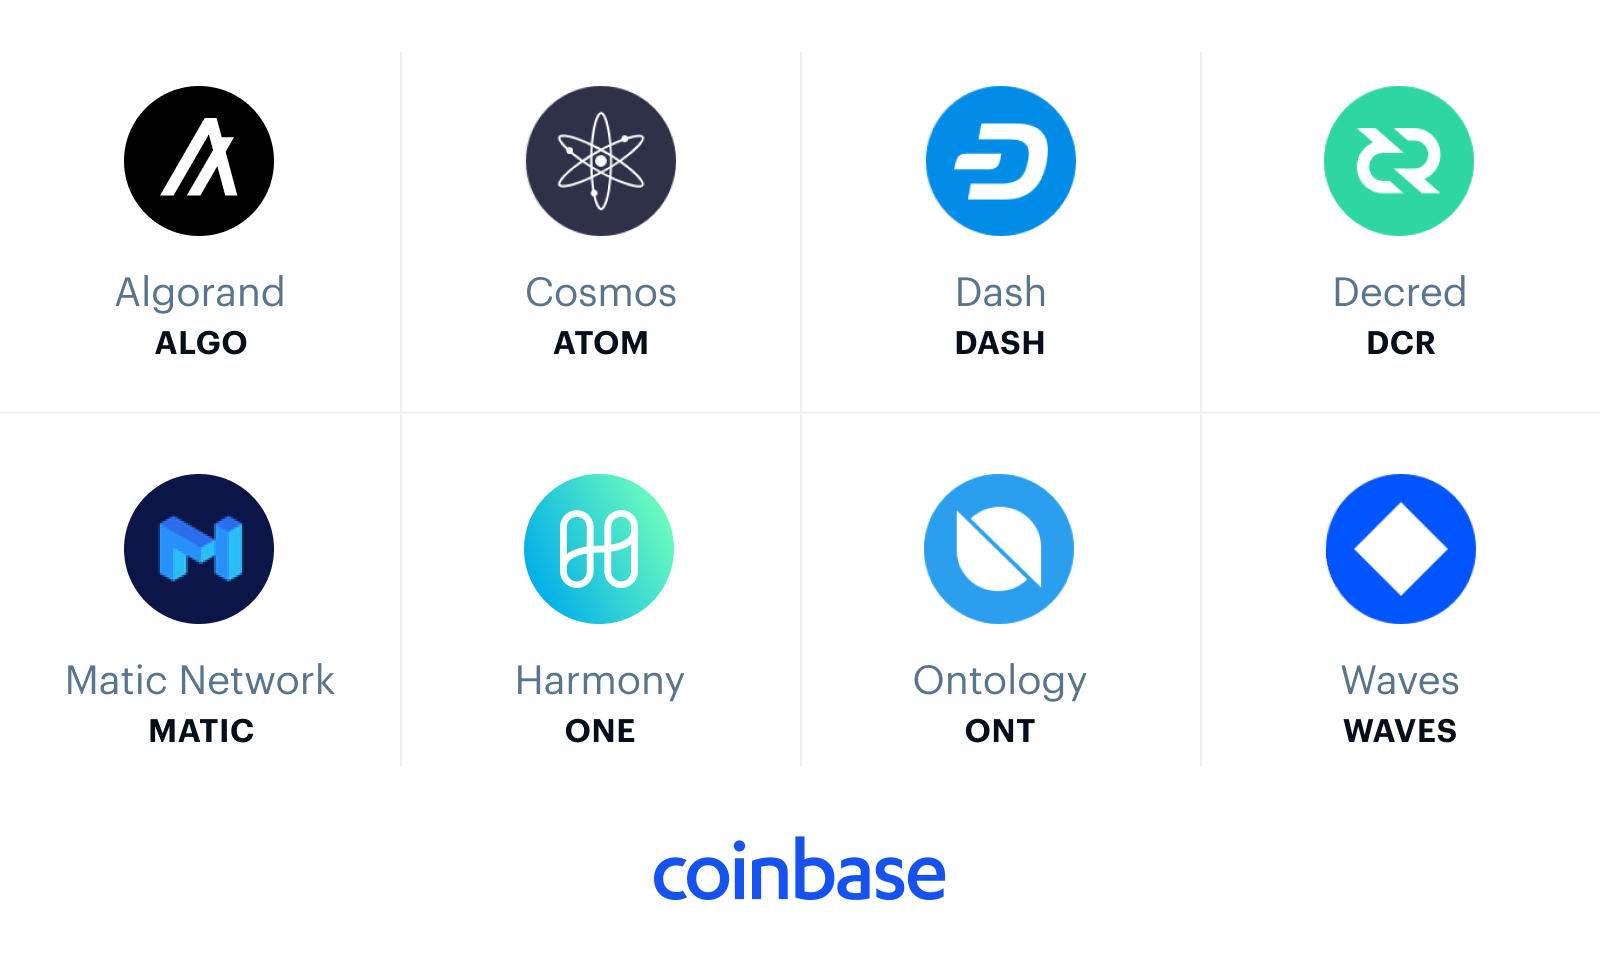 Algorand
ALGO
Cosmos
ATOM
Dash
DASH
Decred
DCR
Matic Network
MATIC
Harmony
ONE
Ontology
ONT
Waves
WAVES
coinbase